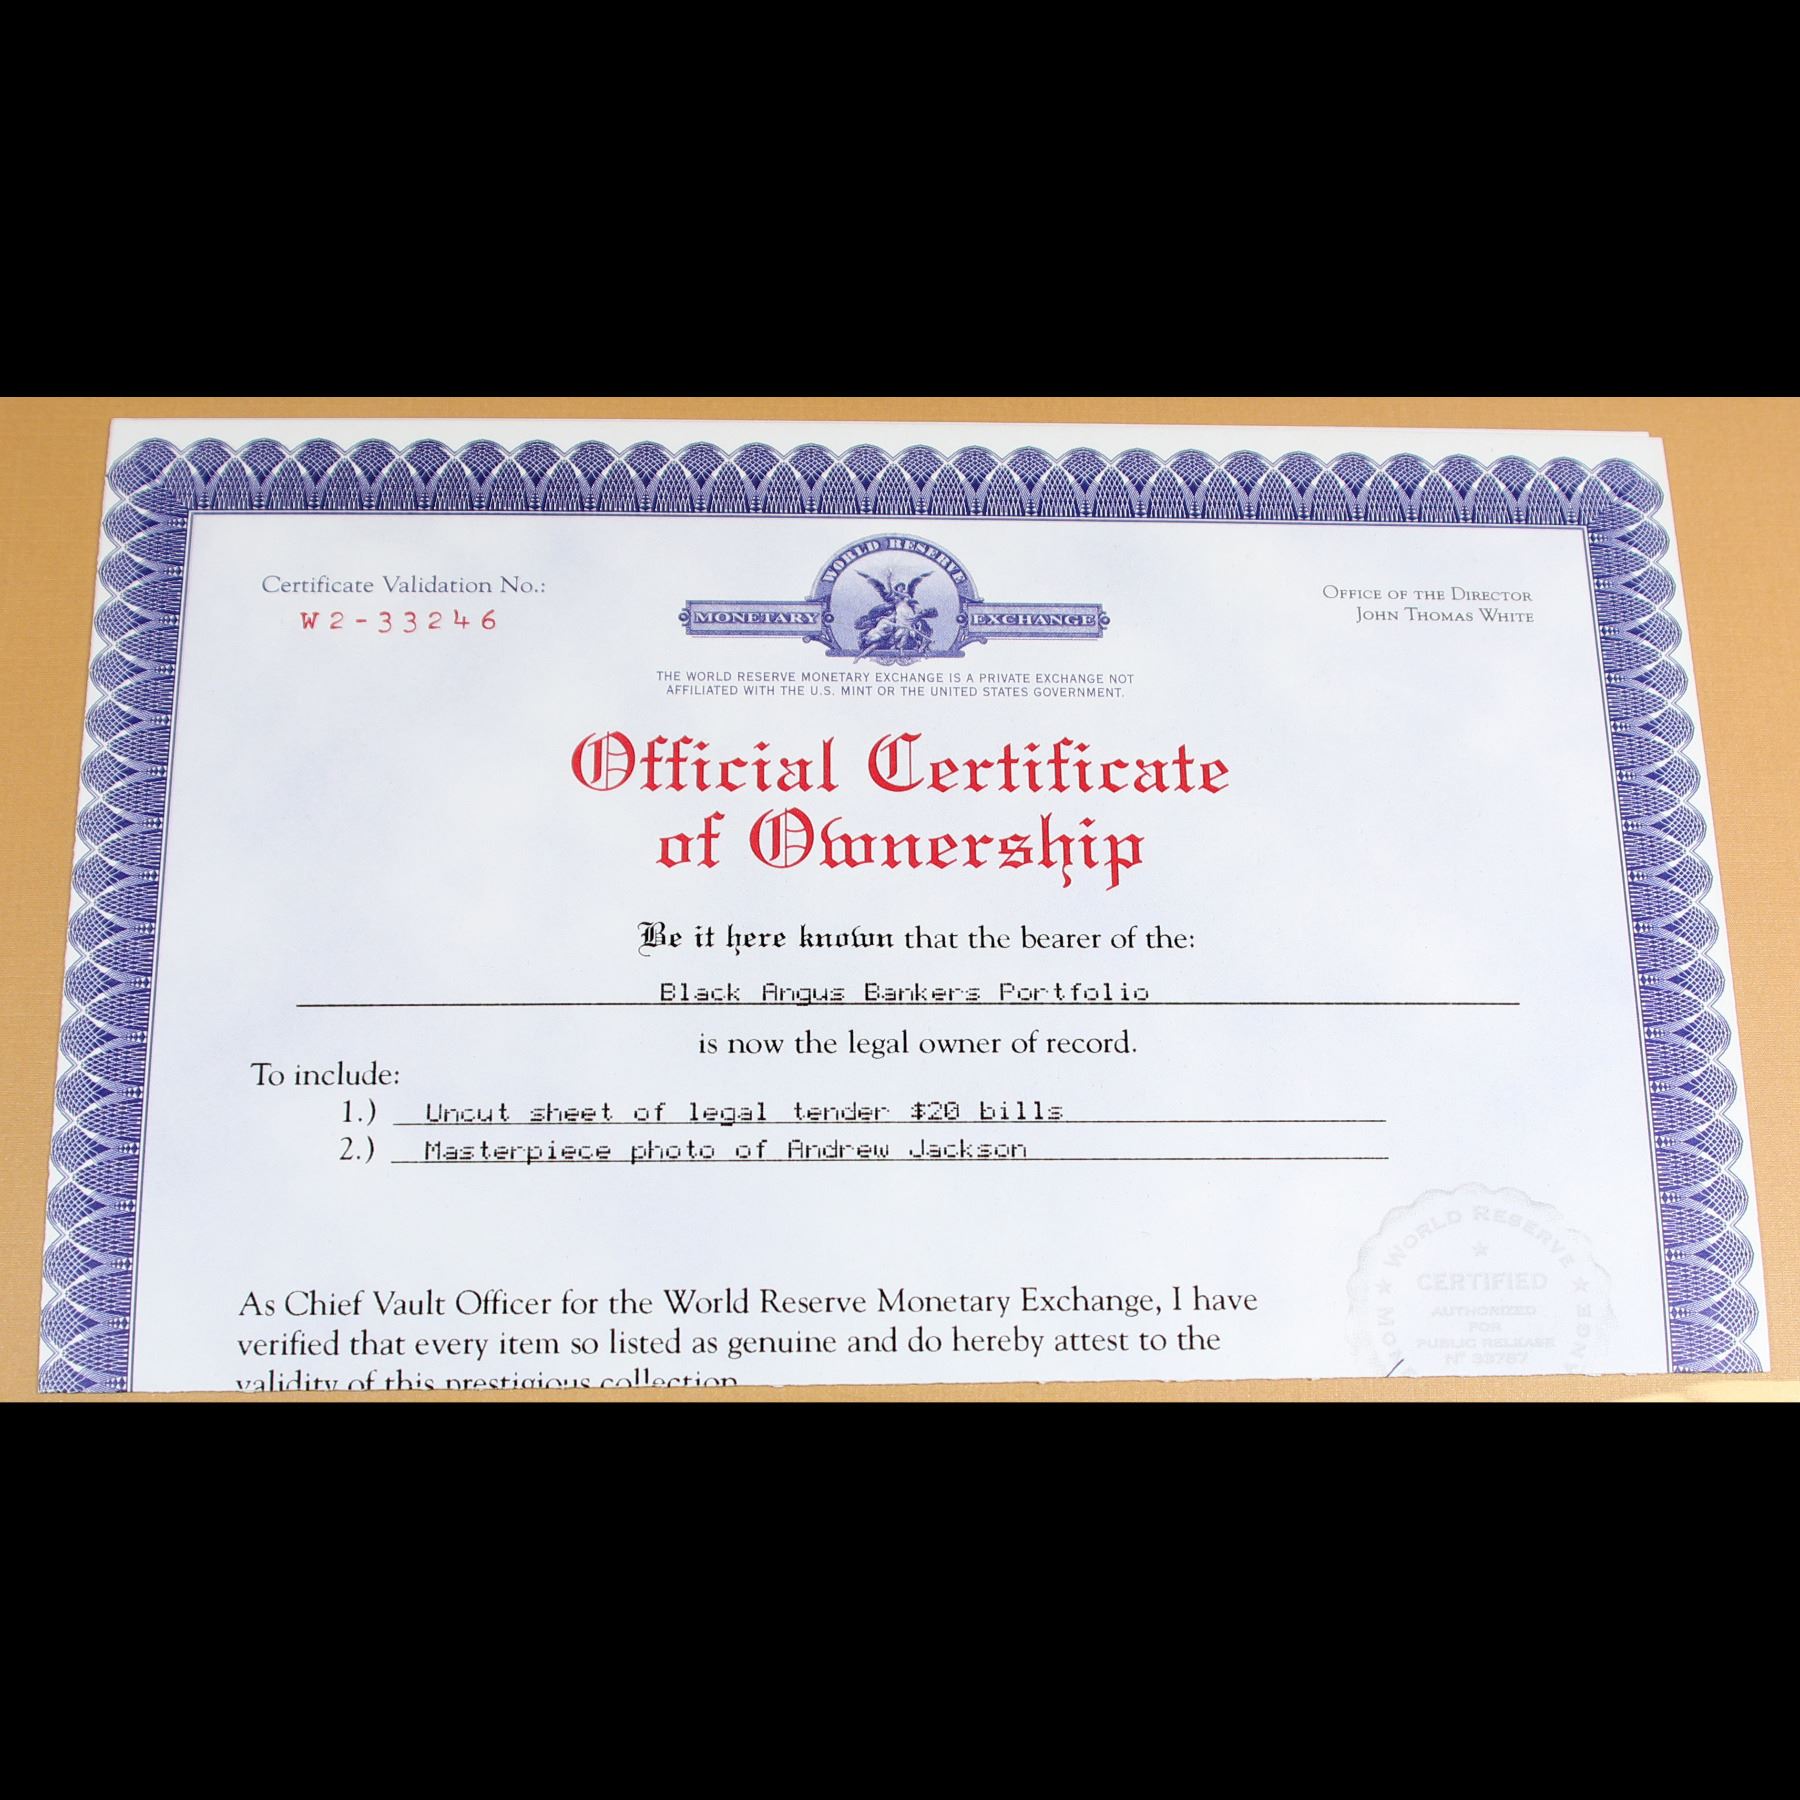 Certificate Validation No.:
W2-33246
WORLD RESERVE
MONETARY EXCHANGE
THE WORLD RESERVE MONETARY EXCHANGE IS A PRIVATE EXCHANGE NOT
AFFILIATED WITH THE U.S. MINT OR THE UNITED STATES GOVERNMENT.
OFFICE OF THE DIRECTOR
JOHN THOMAS WHITE
Official Certificate
of Ownership
Be it here known that the bearer of the:
Black Angus Bankers Portfolio
is now the legal owner of record.
To include:
1.) Uncut sheet of legal tender $20 bills
2.) Masterpiece photo of Andrew Jackson
As Chief Vault Officer for the World Reserve Monetary Exchange, I have
verified that every item so listed as genuine and do hereby attest to the
validity of this prestigious collection
WORLD RESERVE
CERTIFIED
AUTHORIZED
FOR
PUBLIC RELEASE